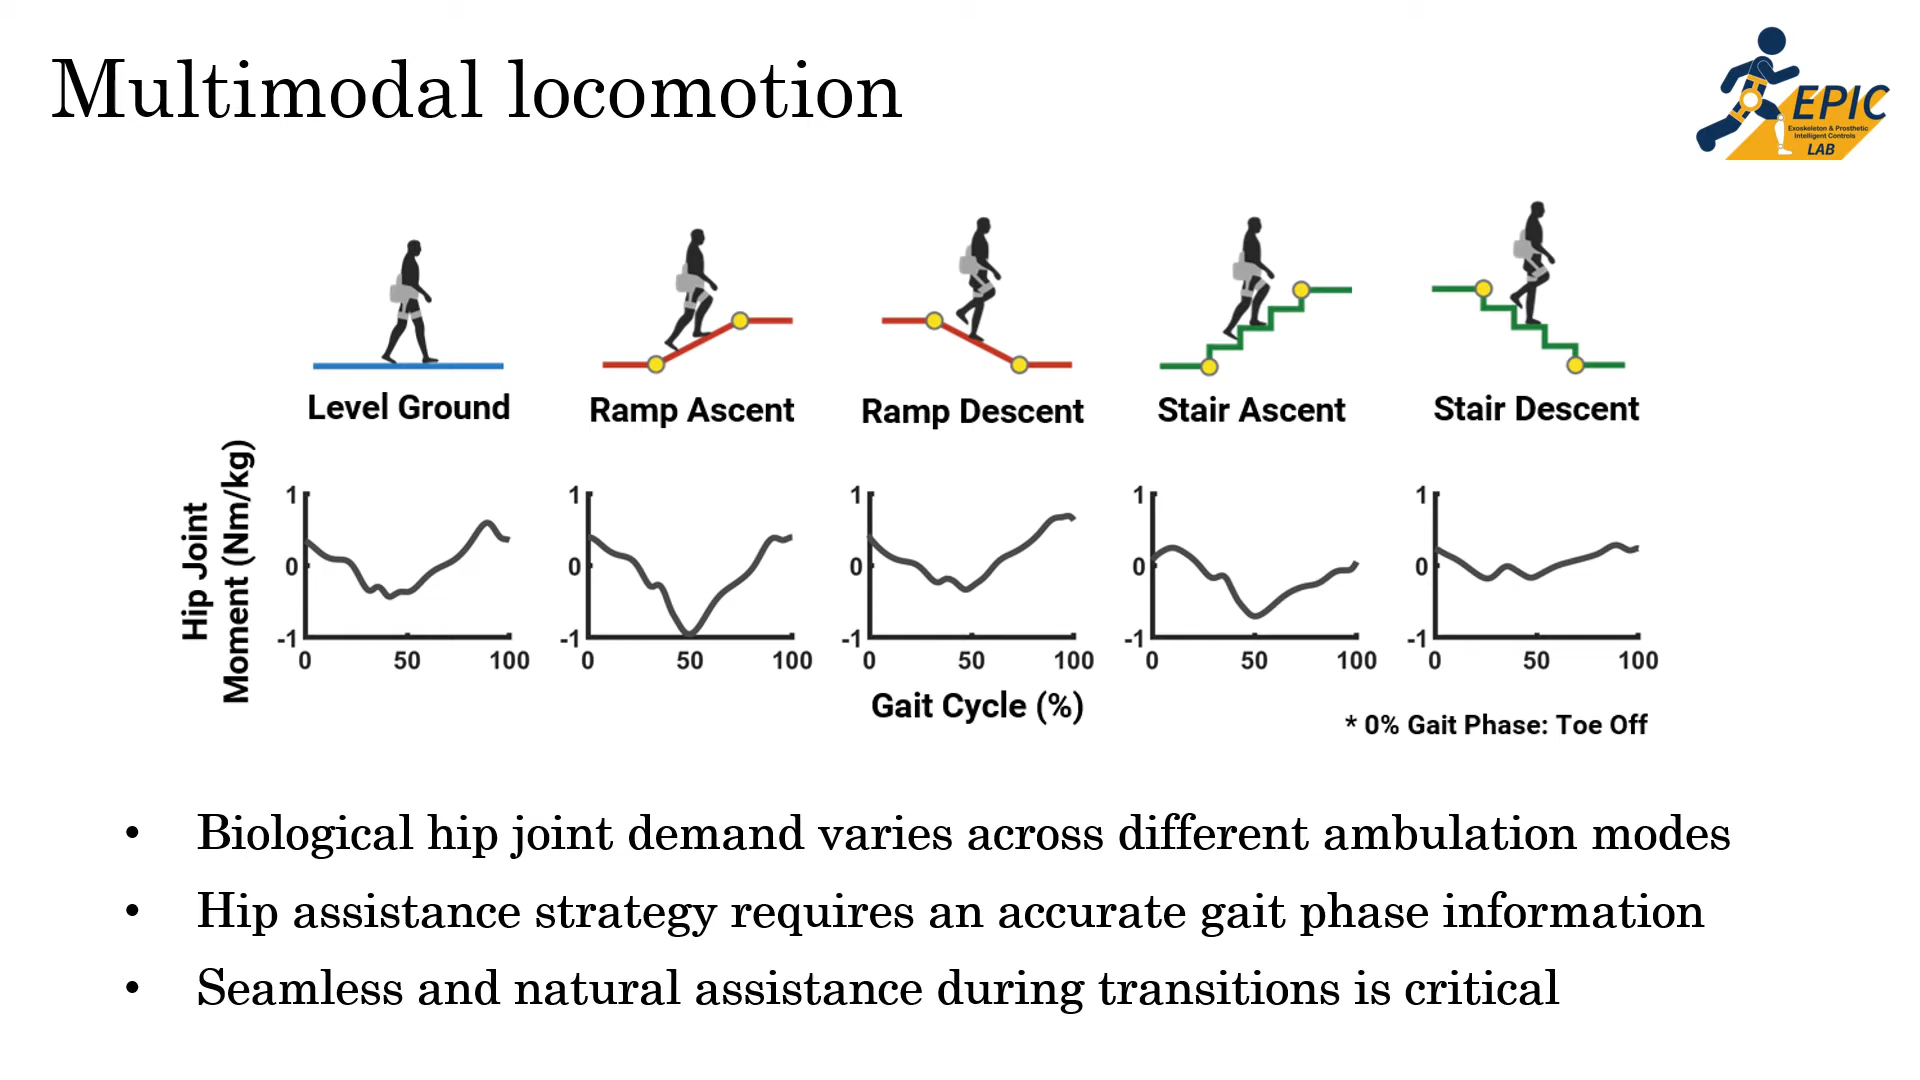 Multimodal locomotion
EPIC
Exoskeleton & Prosthetic
Intelligent Controls
LAB
Level Ground
Ramp Ascent
Ramp Descent
Stair Ascent
Stair Descent
Hip Joint
Moment (Nm/kg)
1
0
-1
0 50 100
1
0
-1
0 50 100
1
0
-1
0 50 100
1
0
-1
0 50 100
1
0
-1
0 50 100
Gait Cycle (%)
* 0% Gait Phase: Toe Off
• Biological hip joint demand varies across different ambulation modes
• Hip assistance strategy requires an accurate gait phase information
• Seamless and natural assistance during transitions is critical